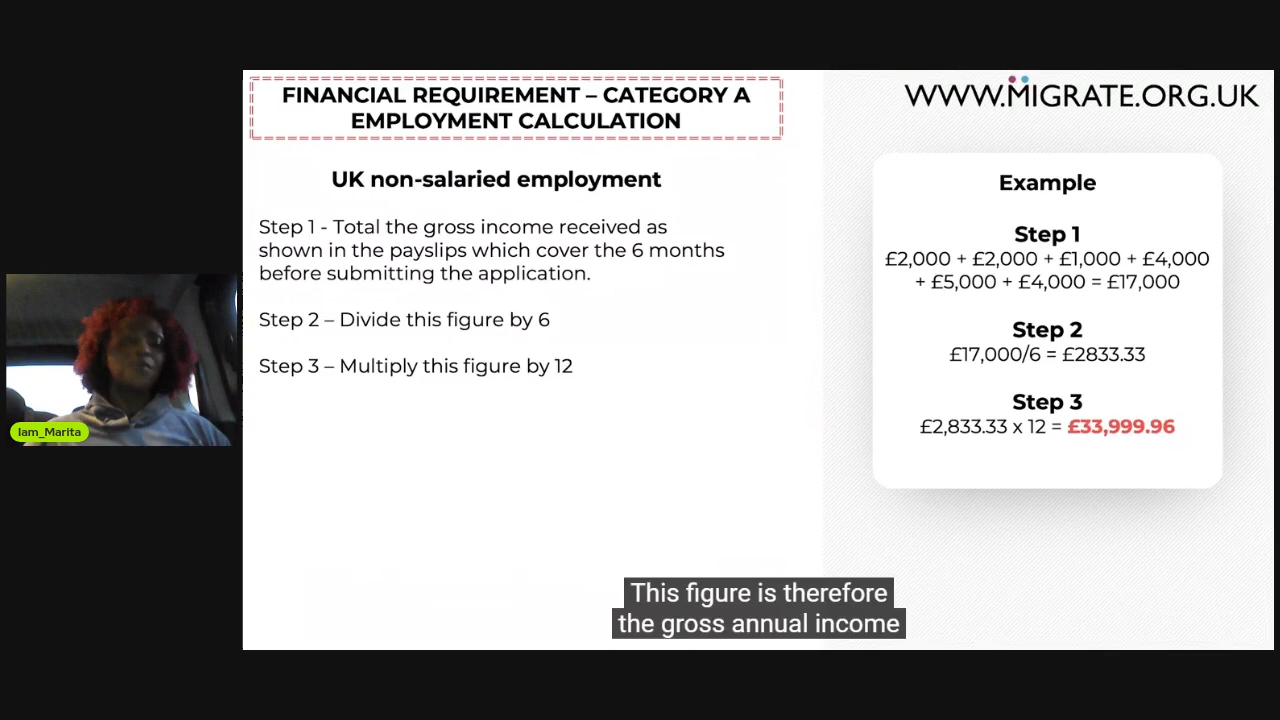 WWW.MIGRATE.ORG.UK
FINANCIAL REQUIREMENT – CATEGORY A
EMPLOYMENT CALCULATION
UK non-salaried employment
Step 1 - Total the gross income received as
shown in the payslips which cover the 6 months
before submitting the application.
Step 2 – Divide this figure by 6
Step 3 – Multiply this figure by 12
Example
Step 1
£2,000 + £2,000 + £1,000 + £4,000
+ £5,000 + £4,000 = £17,000
Step 2
£17,000/6 = £2833.33
Step 3
£2,833.33 x 12 = £33,999.96
Iam_Marita
This figure is therefore
the gross annual income